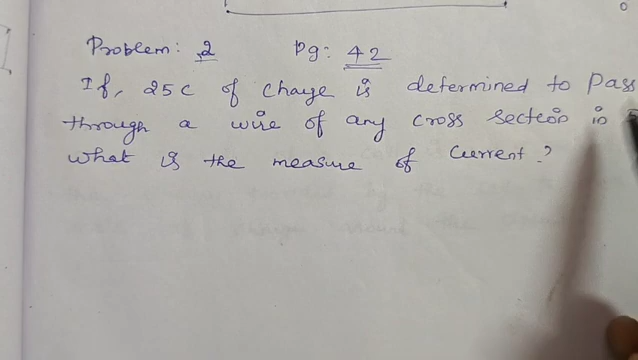 Problem: 2 Pg: 42
If, 25C of charge is determined to Pass
through a wire of any cross section in
what is the measure of current?